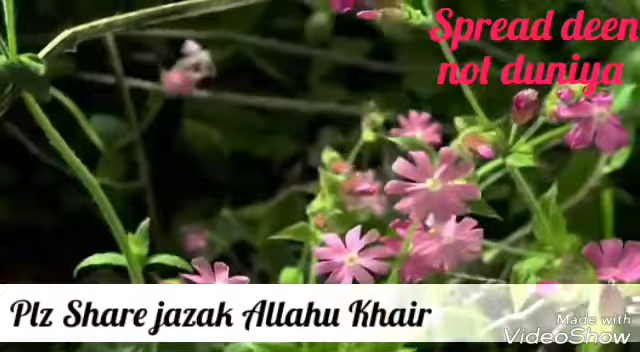 Spread deen
not duniya
Plz Share jazak Allahu Khair
Made with
VideoShow